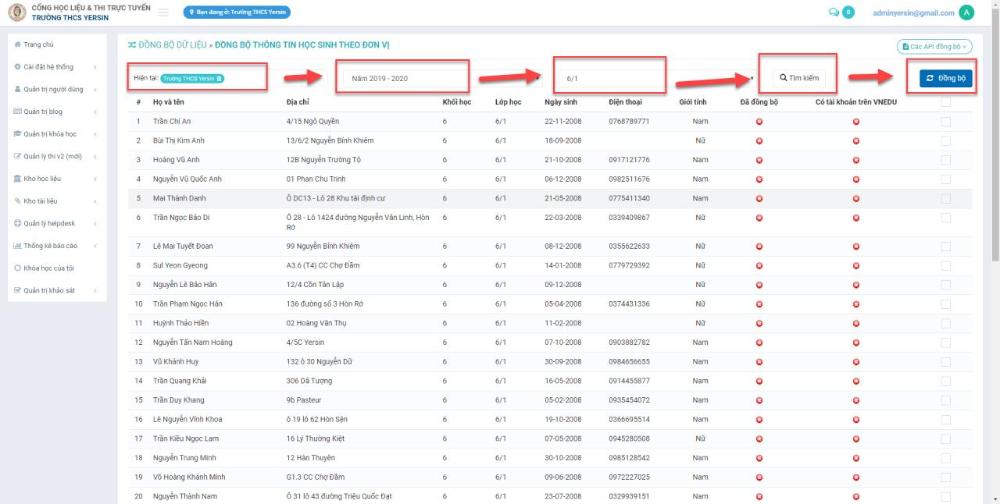 CỔNG HỌC LIỆU & THI TRỰC TUYẾN
TRƯỜNG THCS YERSIN
Bạn đang ở: Trường THCS Yersin
0
adminyersin@gmail.com
A
Trang chủ
Cài đặt hệ thống
Quản trị người dùng
Quản trị blog
Quản trị khóa học
Quản lý thi v2 (mới)
Kho học liệu
Kho tài liệu
Quản lý helpdesk
Thống kê báo cáo
Khóa học của tôi
Quản trị khảo sát
ĐỒNG BỘ DỮ LIỆU » ĐỒNG BỘ THÔNG TIN HỌC SINH THEO ĐƠN VỊ
Các API đồng bộ
Hiện tại: Trường THCS Yersin
Năm 2019 - 2020
6/1
Tìm kiếm
Đồng bộ
# Họ và tên Địa chỉ Khối học Lớp học Ngày sinh Điện thoại Giới tính Đã đồng bộ Có tài khoản trên VNEDU
1 Trần Chí An 4/15 Ngô Quyền 6 6/1 22-11-2008 0768789771 Nam
2 Bùi Thị Kim Anh 13/6/2 Nguyễn Bỉnh Khiêm 6 6/1 18-09-2008 Nữ
3 Hoàng Vũ Anh 12B Nguyễn Trường Tộ 6 6/1 21-10-2008 0917121776 Nam
4 Nguyễn Vũ Quốc Anh 01 Phan Chu Trinh 6 6/1 06-12-2008 0982511676 Nam
5 Mai Thành Danh Ô DC13 - Lô 28 Khu tái định cư 6 6/1 21-05-2008 0775411340 Nam
6 Trần Ngọc Bảo Di Ô 28 - Lô 1424 đường Nguyễn Văn Linh, Hòn 6 6/1 22-03-2008 0339409867 Nữ
Rớ
7 Lê Mai Tuyết Đoan 99 Nguyễn Bỉnh Khiêm 6 6/1 08-12-2008 0355622633 Nữ
8 Sul Yeon Gyeong A3.6 (T4) CC Chợ Đầm 6 6/1 14-01-2008 0779729392 Nữ
9 Nguyễn Lê Bảo Hân 12/4 Cồn Tân Lập 6 6/1 09-12-2008 Nữ
10 Trần Phạm Ngọc Hân 136 đường số 3 Hòn Rớ 6 6/1 05-04-2008 0374431336 Nữ
11 Huỳnh Thảo Hiền 02 Hoàng Văn Thụ 6 6/1 11-02-2008 Nữ
12 Nguyễn Tấn Nam Hoàng 4/5C Yersin 6 6/1 07-10-2008 0903882782 Nam
13 Vũ Khánh Huy 132 ô 30 Nguyễn Dữ 6 6/1 30-09-2008 0984656655 Nam
14 Trần Quang Khải 306 Dã Tượng 6 6/1 16-05-2008 0914455877 Nam
15 Trần Duy Khang 9b Pasteur 6 6/1 05-02-2008 0935454072 Nam
16 Lê Nguyễn Vĩnh Khoa ô 19 lô 62 Hòn Sện 6 6/1 19-10-2008 0366695514 Nam
17 Trần Kiều Ngọc Lam 16 Lý Thường Kiệt 6 6/1 07-05-2008 0945280508 Nữ
18 Nguyễn Trung Minh 12 Hàn Thuyên 6 6/1 30-10-2008 0985128542 Nam
19 Võ Hoàng Khánh Minh G1.3 CC Chợ Đầm 6 6/1 09-06-2008 0972227025 Nam
20 Nguyễn Thành Nam Ô 31 lô 43 đường Triệu Quốc Đạt 6 6/1 23-07-2008 0329939151 Nam